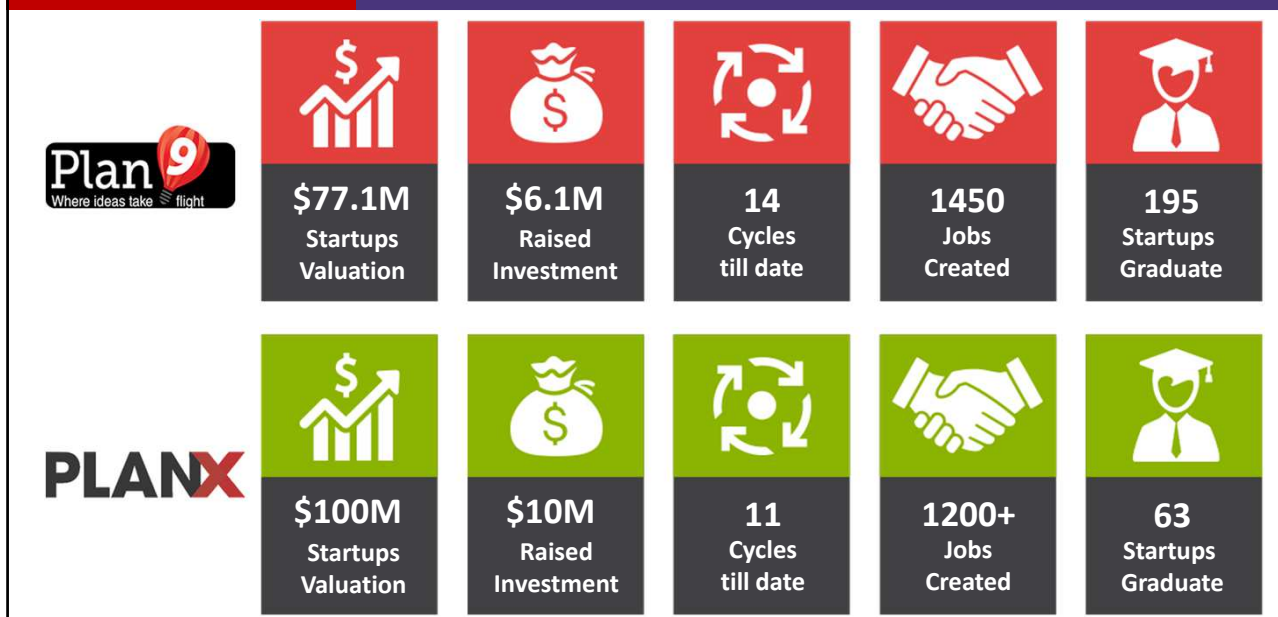 Plan 9
Where ideas take flight
$77.1M
Startups
Valuation
$6.1M
Raised
Investment
14
Cycles
till date
1450
Jobs
Created
195
Startups
Graduate
PLANX
$100M
Startups
Valuation
$10M
Raised
Investment
11
Cycles
till date
1200+
Jobs
Created
63
Startups
Graduate